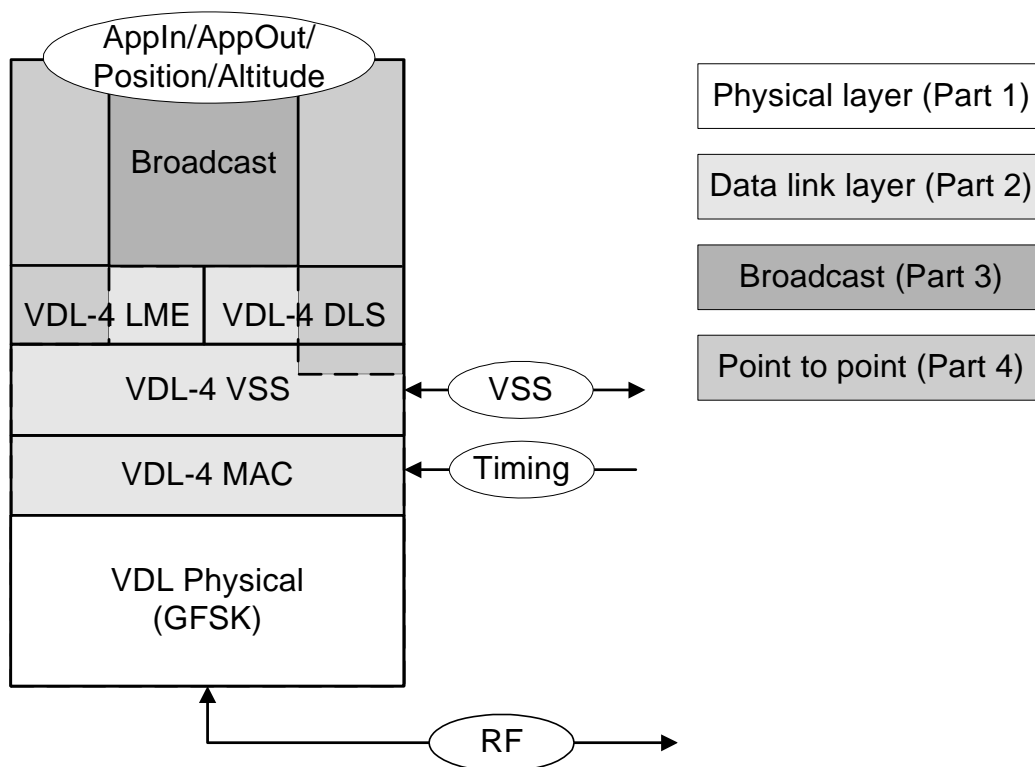 AppIn/AppOut/
Position/Altitude
Broadcast
VDL-4 LME
VDL-4 DLS
VDL-4 VSS
VDL-4 MAC
VDL Physical
(GFSK)
VSS
Timing
RF
Physical layer (Part 1)
Data link layer (Part 2)
Broadcast (Part 3)
Point to point (Part 4)